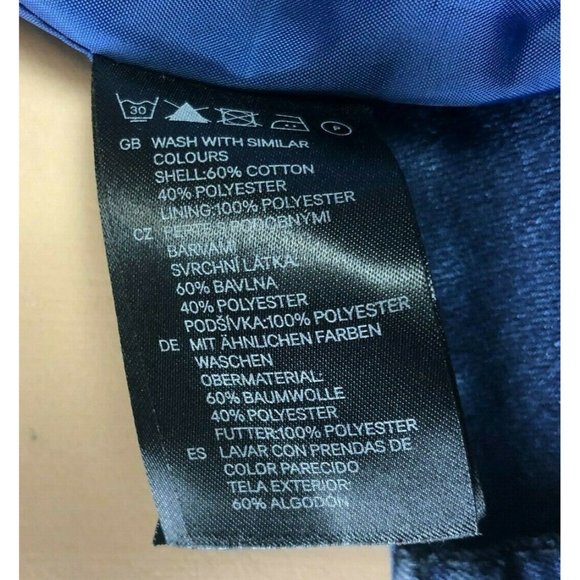 30
P
GB WASH WITH SIMILAR
COLOURS
SHELL:60% COTTON
40% POLYESTER
LINING:100% POLYESTER
CZ PERTE S PODOBNÝMI
BARVAMI
SVRCHNÍ LÁTKA:
60% BAVLNA
40% POLYESTER
PODŠÍVKA:100% POLYESTER
DE MIT ÄHNLICHEN FARBEN
WASCHEN
OBERMATERIAL:
60% BAUMWOLLE
40% POLYESTER
FUTTER:100% POLYESTER
ES LAVAR CON PRENDAS DE
COLOR PARECIDO
TELA EXTERIOR
60% ALGODÓN